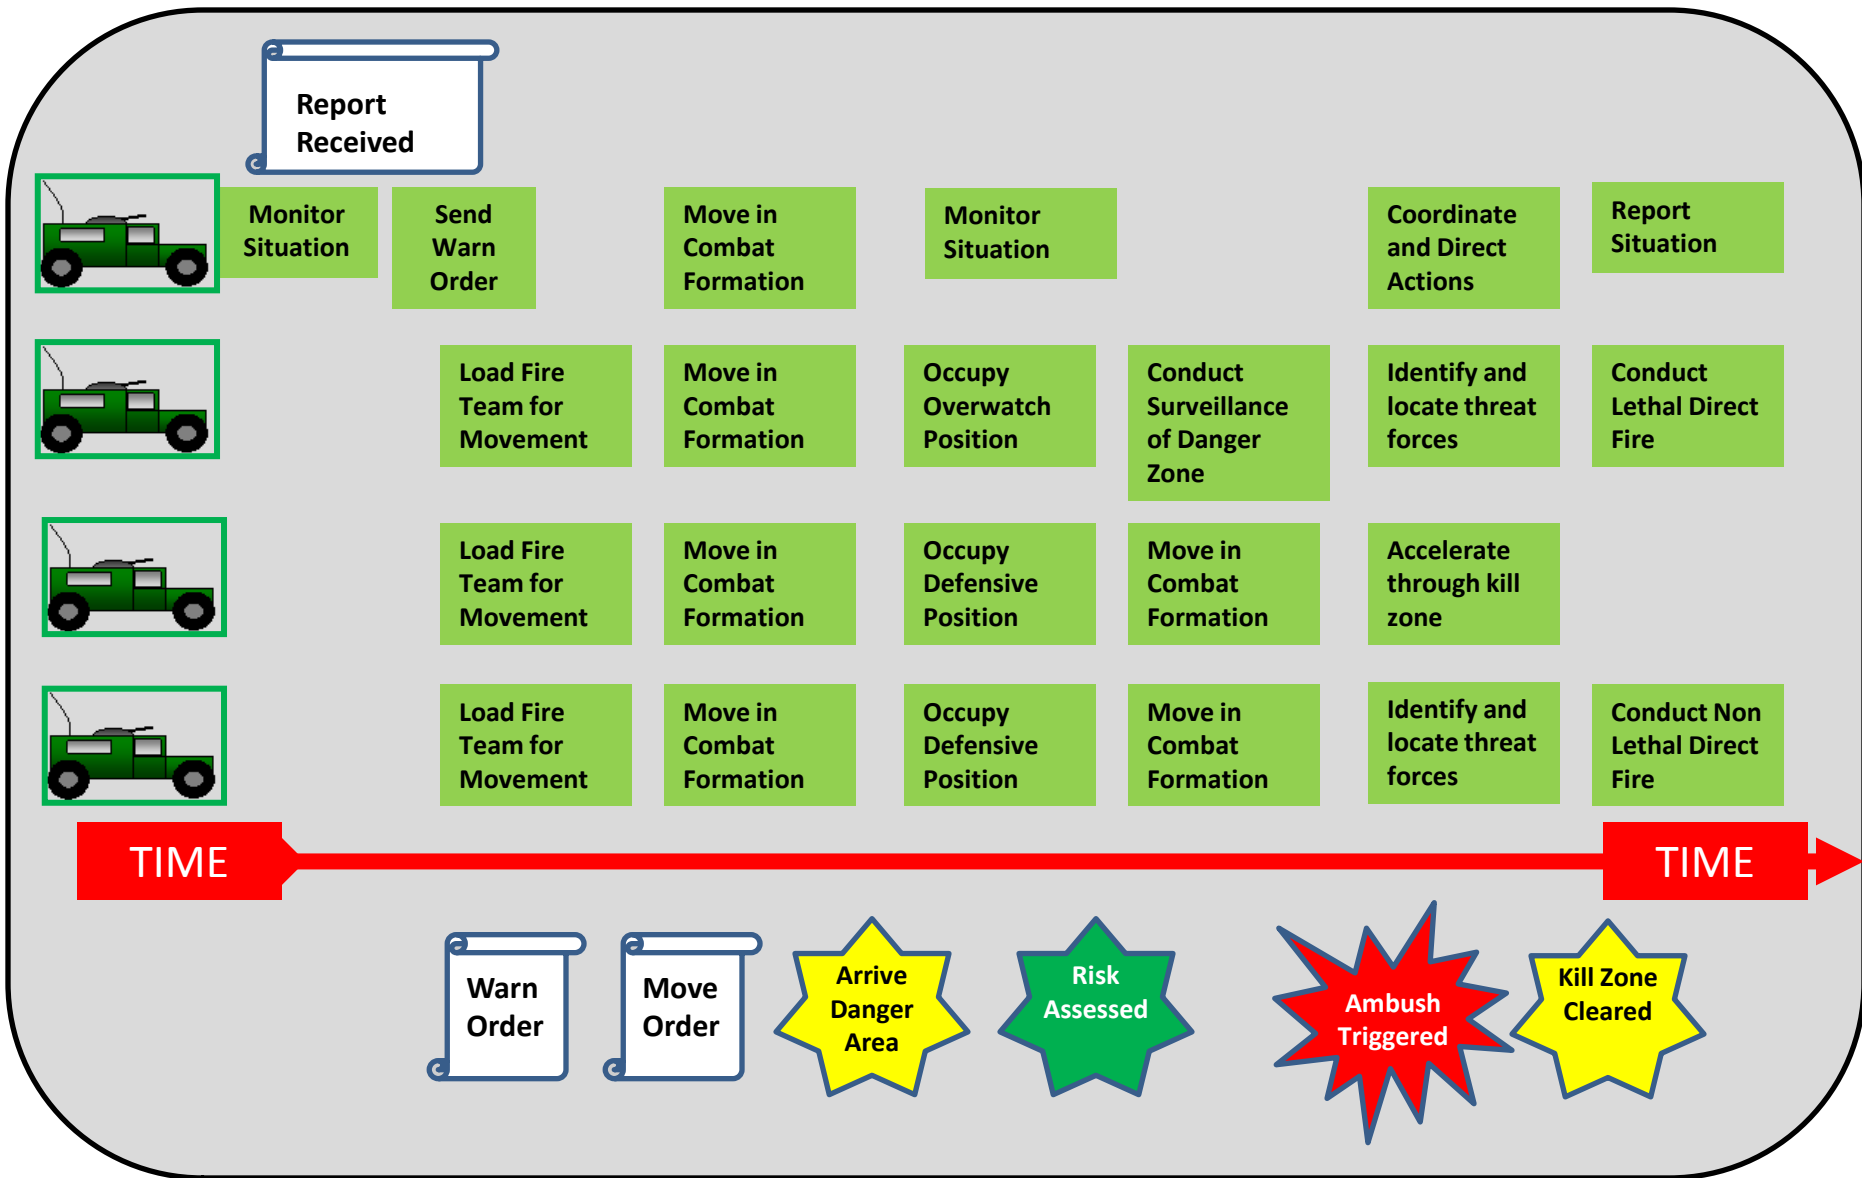 Report
Received
Monitor
Situation
Send
Warn
Order
Move in
Combat
Formation
Monitor
Situation
Coordinate
and Direct
Actions
Report
Situation
Load Fire
Team for
Movement
Move in
Combat
Formation
Occupy
Overwatch
Position
Conduct
Surveillance
of Danger
Zone
Identify and
locate threat
forces
Conduct
Lethal Direct
Fire
Load Fire
Team for
Movement
Move in
Combat
Formation
Occupy
Defensive
Position
Move in
Combat
Formation
Accelerate
through kill
zone
Load Fire
Team for
Movement
Move in
Combat
Formation
Occupy
Defensive
Position
Move in
Combat
Formation
Identify and
locate threat
forces
Conduct Non
Lethal Direct
Fire
TIME
TIME
Warn
Order
Move
Order
Arrive
Danger
Area
Risk
Assessed
Ambush
Triggered
Kill Zone
Cleared